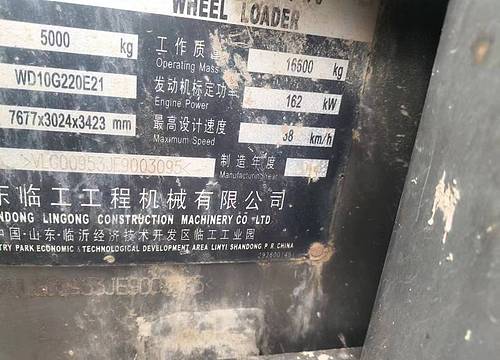 WHEEL LOADER
5000 kg 工作质量 Operating Mass 16500 kg
WD10G220E21 发动机标定功率 Engine Power 162 kW
7677x3024x3423 mm 最高设计速度 Maximum Speed 38 km/h
VLG00953JE9003095 制造年度 Manufacturing Year
东临工工程机械有限公司
NDONG LINGONG CONSTRUCTION MACHINERY CO LTD
中国·山东·临沂经济技术开发区临工工业园
TRY PARK ECONOMIC & TECHNOLOGICAL DEVELOPMENT AREA LINYI SHANDONG P R CHINA